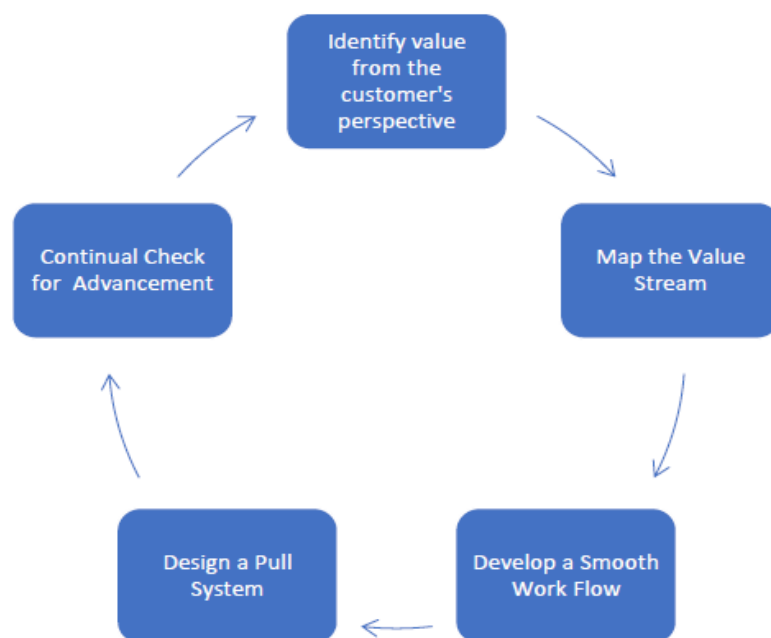 Identify value
from the
customer's
perspective
Map the Value
Stream
Develop a Smooth
Work Flow
Design a Pull
System
Continual Check
for  Advancement